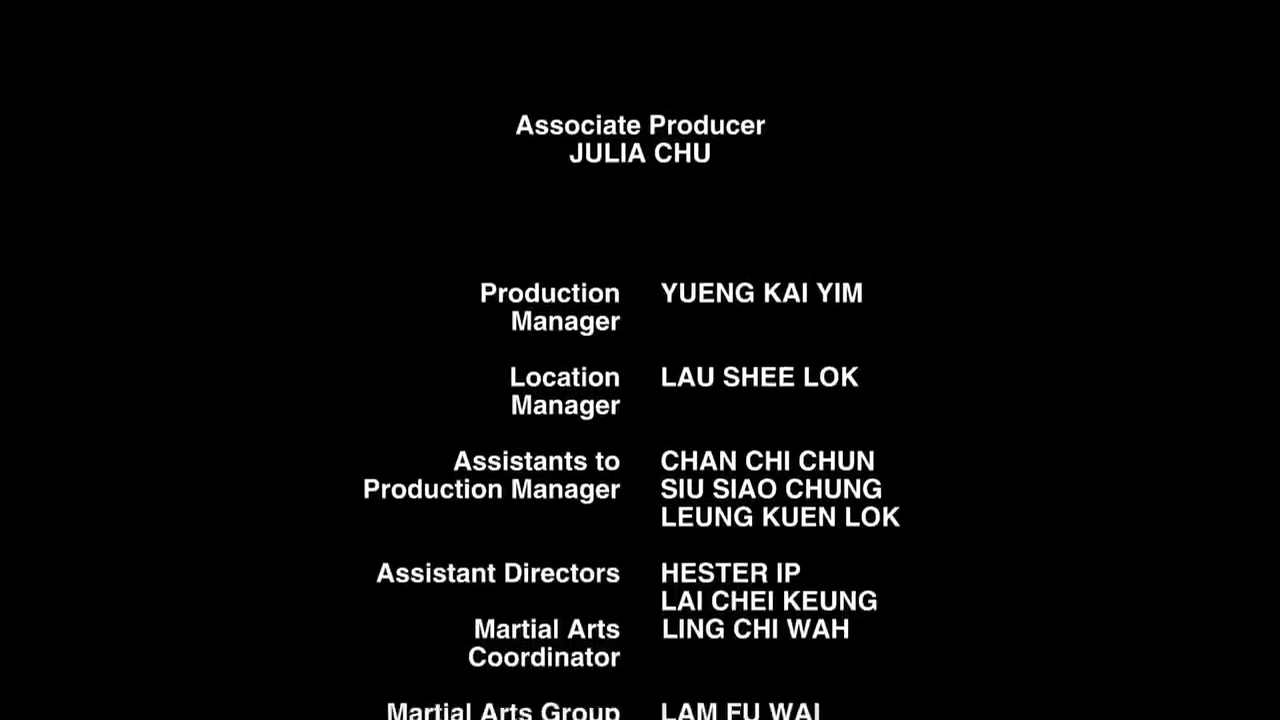 Associate Producer
JULIA CHU
Production YUENG KAI YIM
Manager
Location LAU SHEE LOK
Manager
Assistants to CHAN CHI CHUN
Production Manager SIU SIAO CHUNG
LEUNG KUEN LOK
Assistant Directors HESTER IP
LAI CHEI KEUNG
Martial Arts LING CHI WAH
Coordinator
Martial Arts Group LAM FU WAI